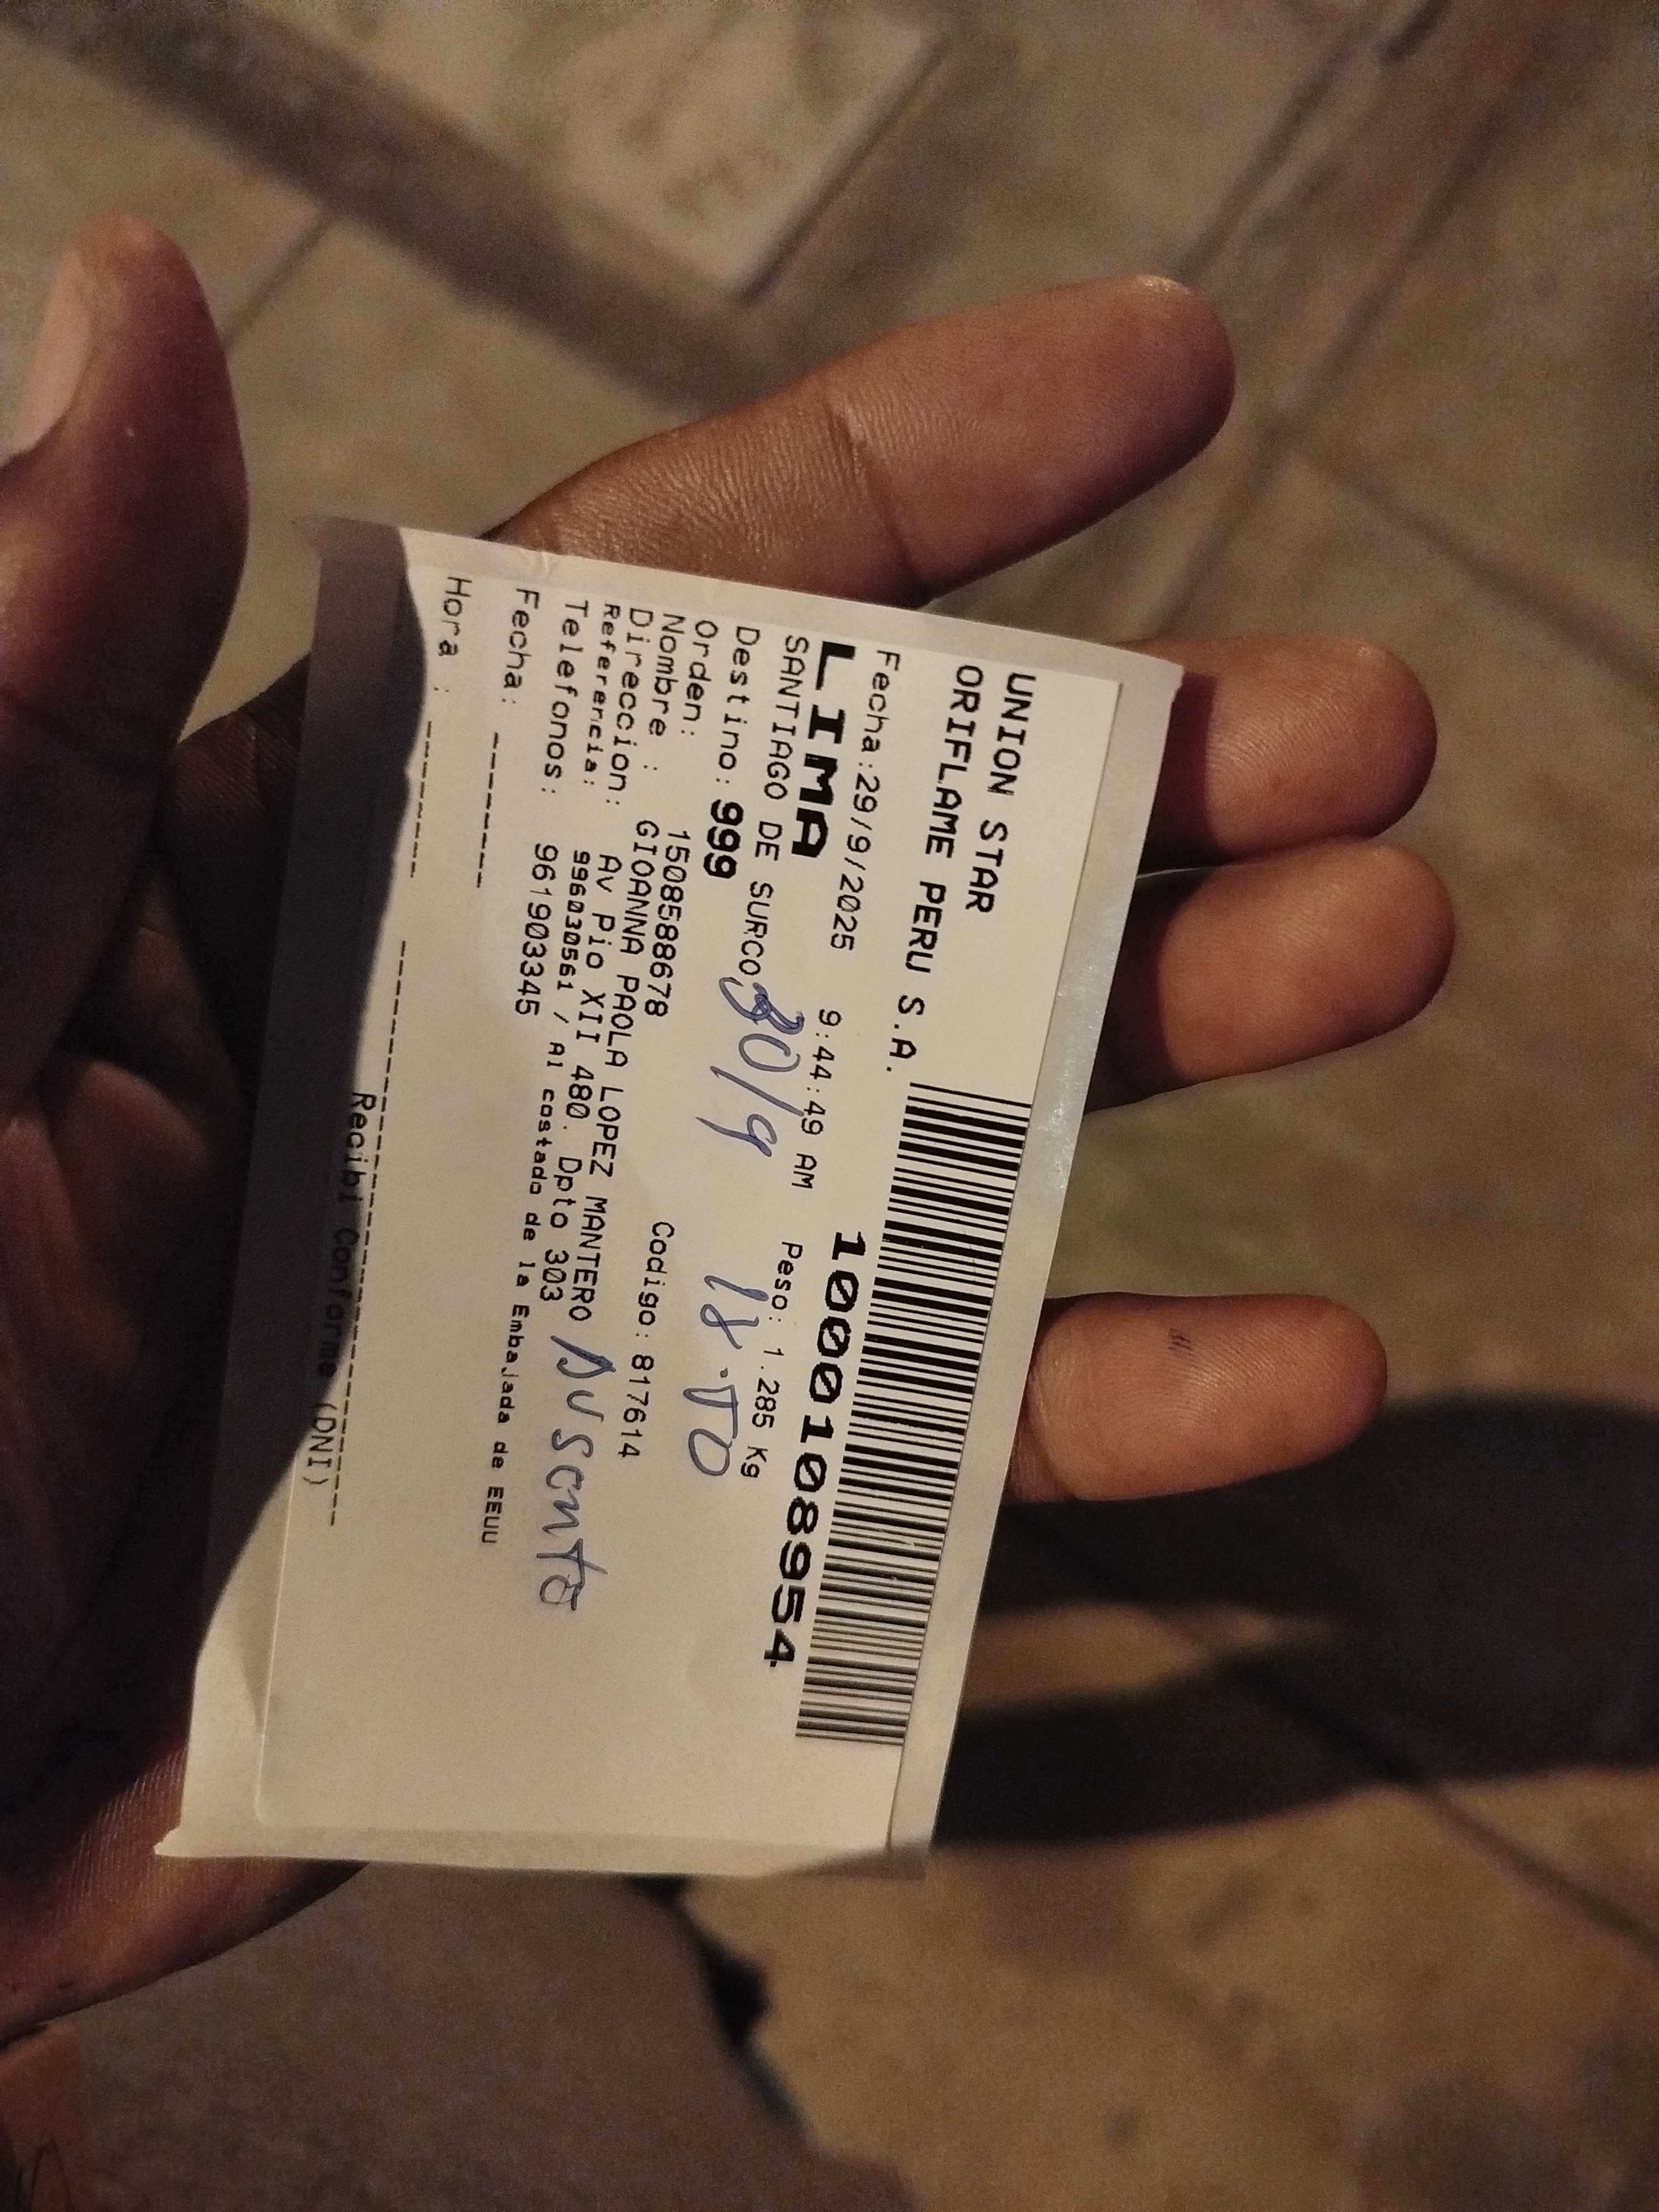 UNION STAR
ORIFLAME PERU S.A.
Fecha:29/9/2025 9:44:49 AM
1000108954
LIMA
Peso: 1.285 Kg
SANTIAGO DE SURCO
30/9 18:00
Destino: 999
Orden: 1508588678 Codigo: 817614
Nombre : GIOANNA PAOLA LOPEZ MANTERO
Direccion: Av Pio XII 480. Dpto 303
Ausente
Referencia: 996030561 / Al costado de la Embajada de EEUU
Telefonos: 961903345
Fecha: -------
Hora : -------
Recibi Conforme (DNI)